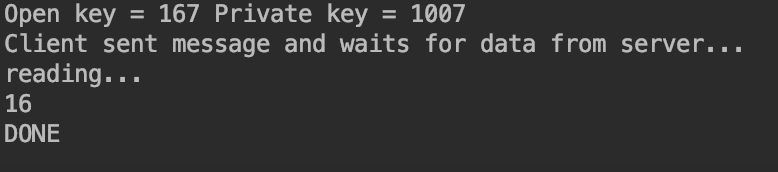 Open key = 167 Private key = 1007
Client sent message and waits for data from server...
reading...
16
DONE